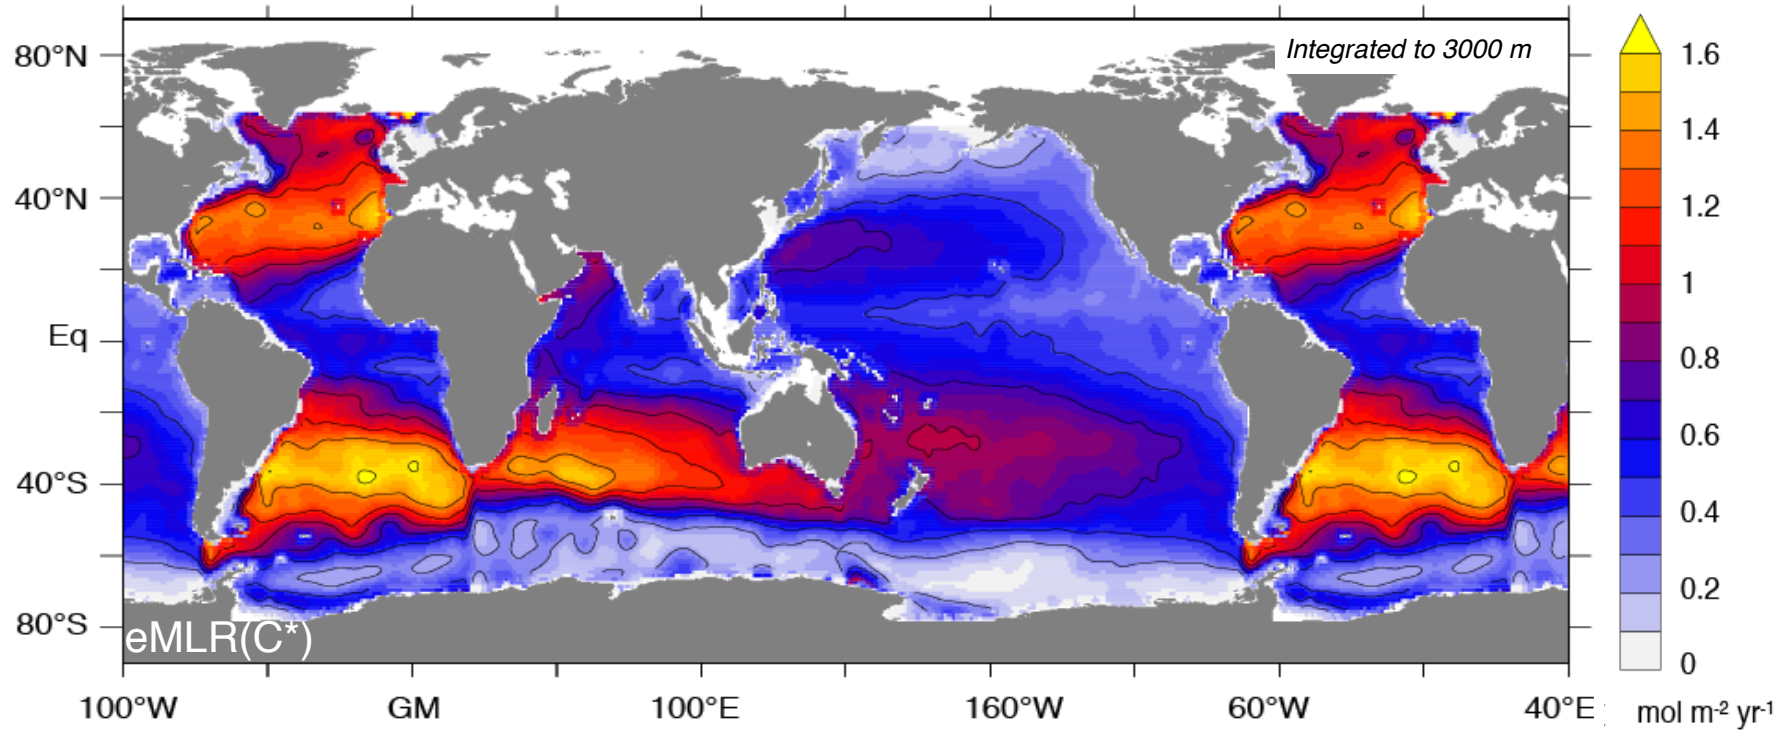 Integrated to 3000 m
80°N
40°N
Eq
40°S
80°S
eMLR(C*)
100°W GM 100°E 160°W 60°W 40°E
1.6
1.4
1.2
1
0.8
0.6
0.4
0.2
0
mol m-2 yr-1